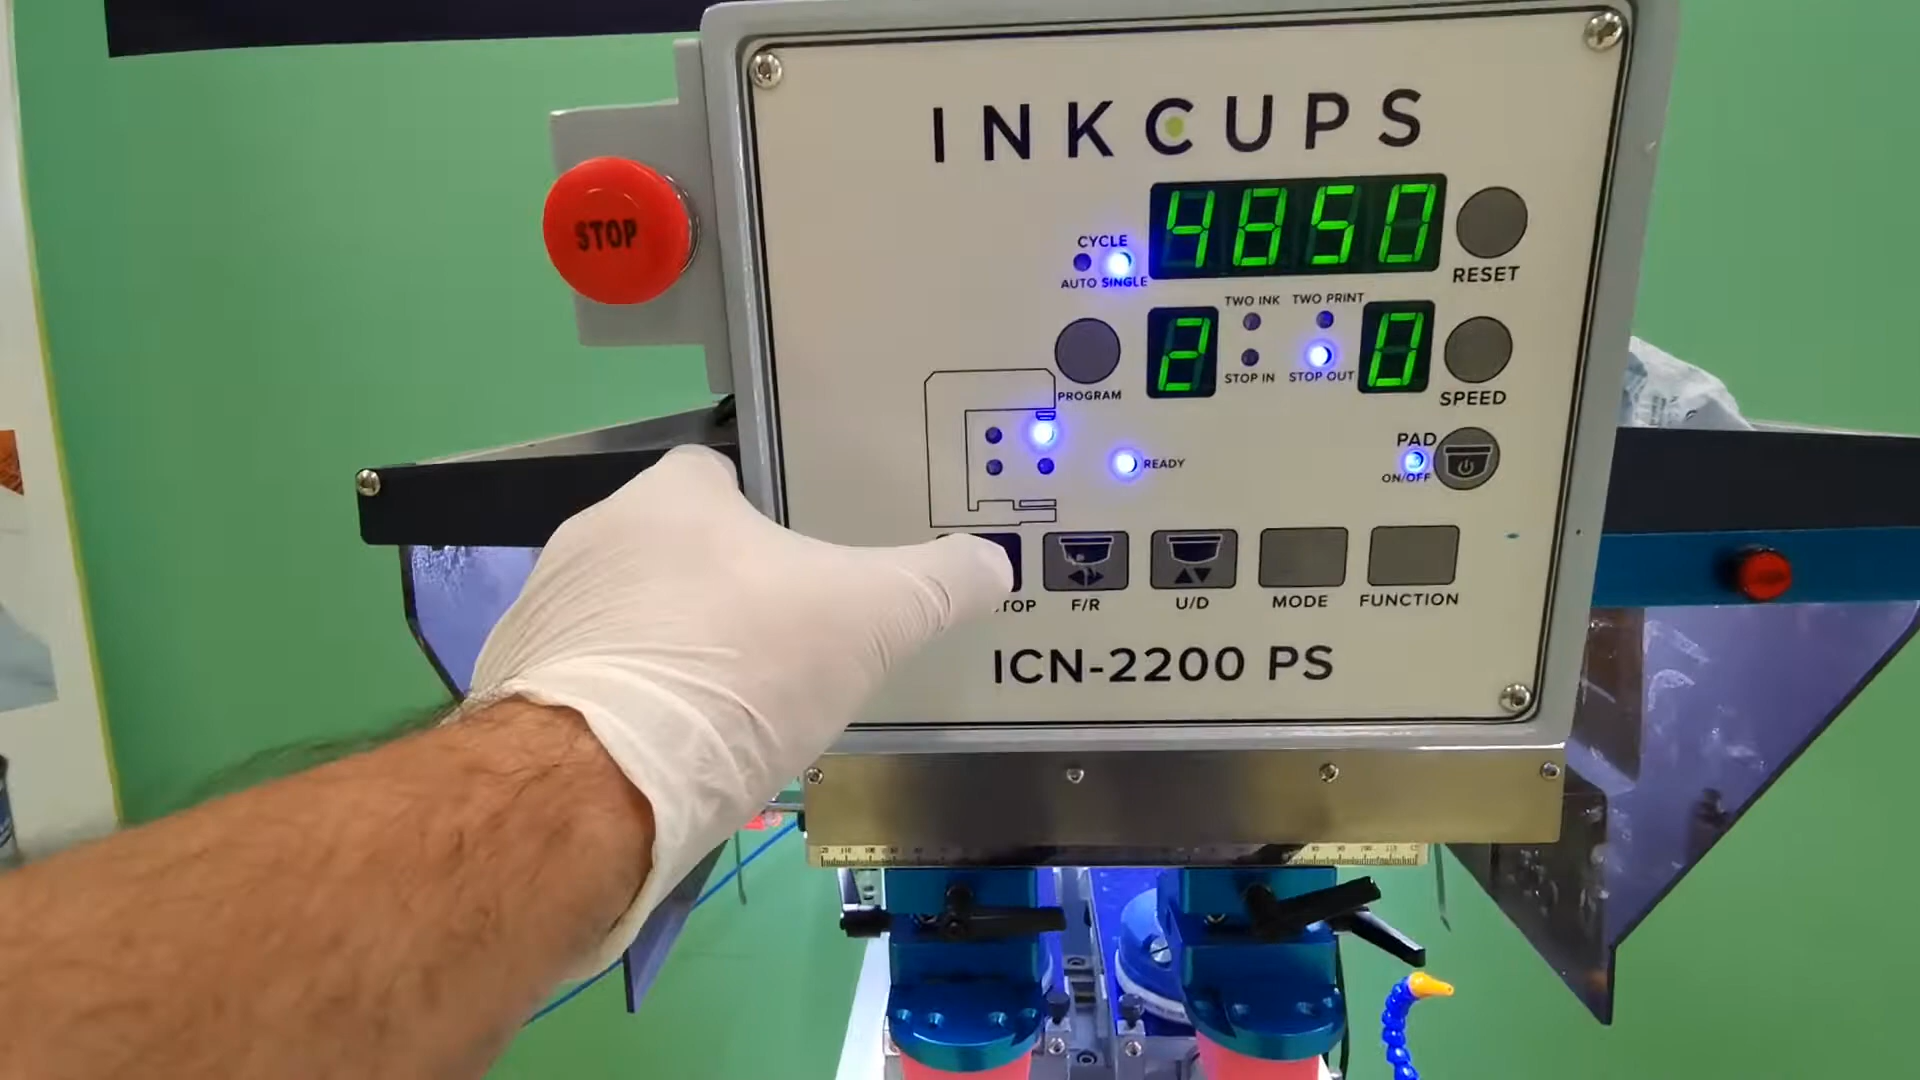 INKCUPS
STOP
4850
CYCLE
AUTO SINGLE
RESET
TWO INK TWO PRINT
2
0
STOP IN STOP OUT
PROGRAM
SPEED
PAD
ON/OFF
READY
TOP F/R U/D MODE FUNCTION
ICN-2200 PS